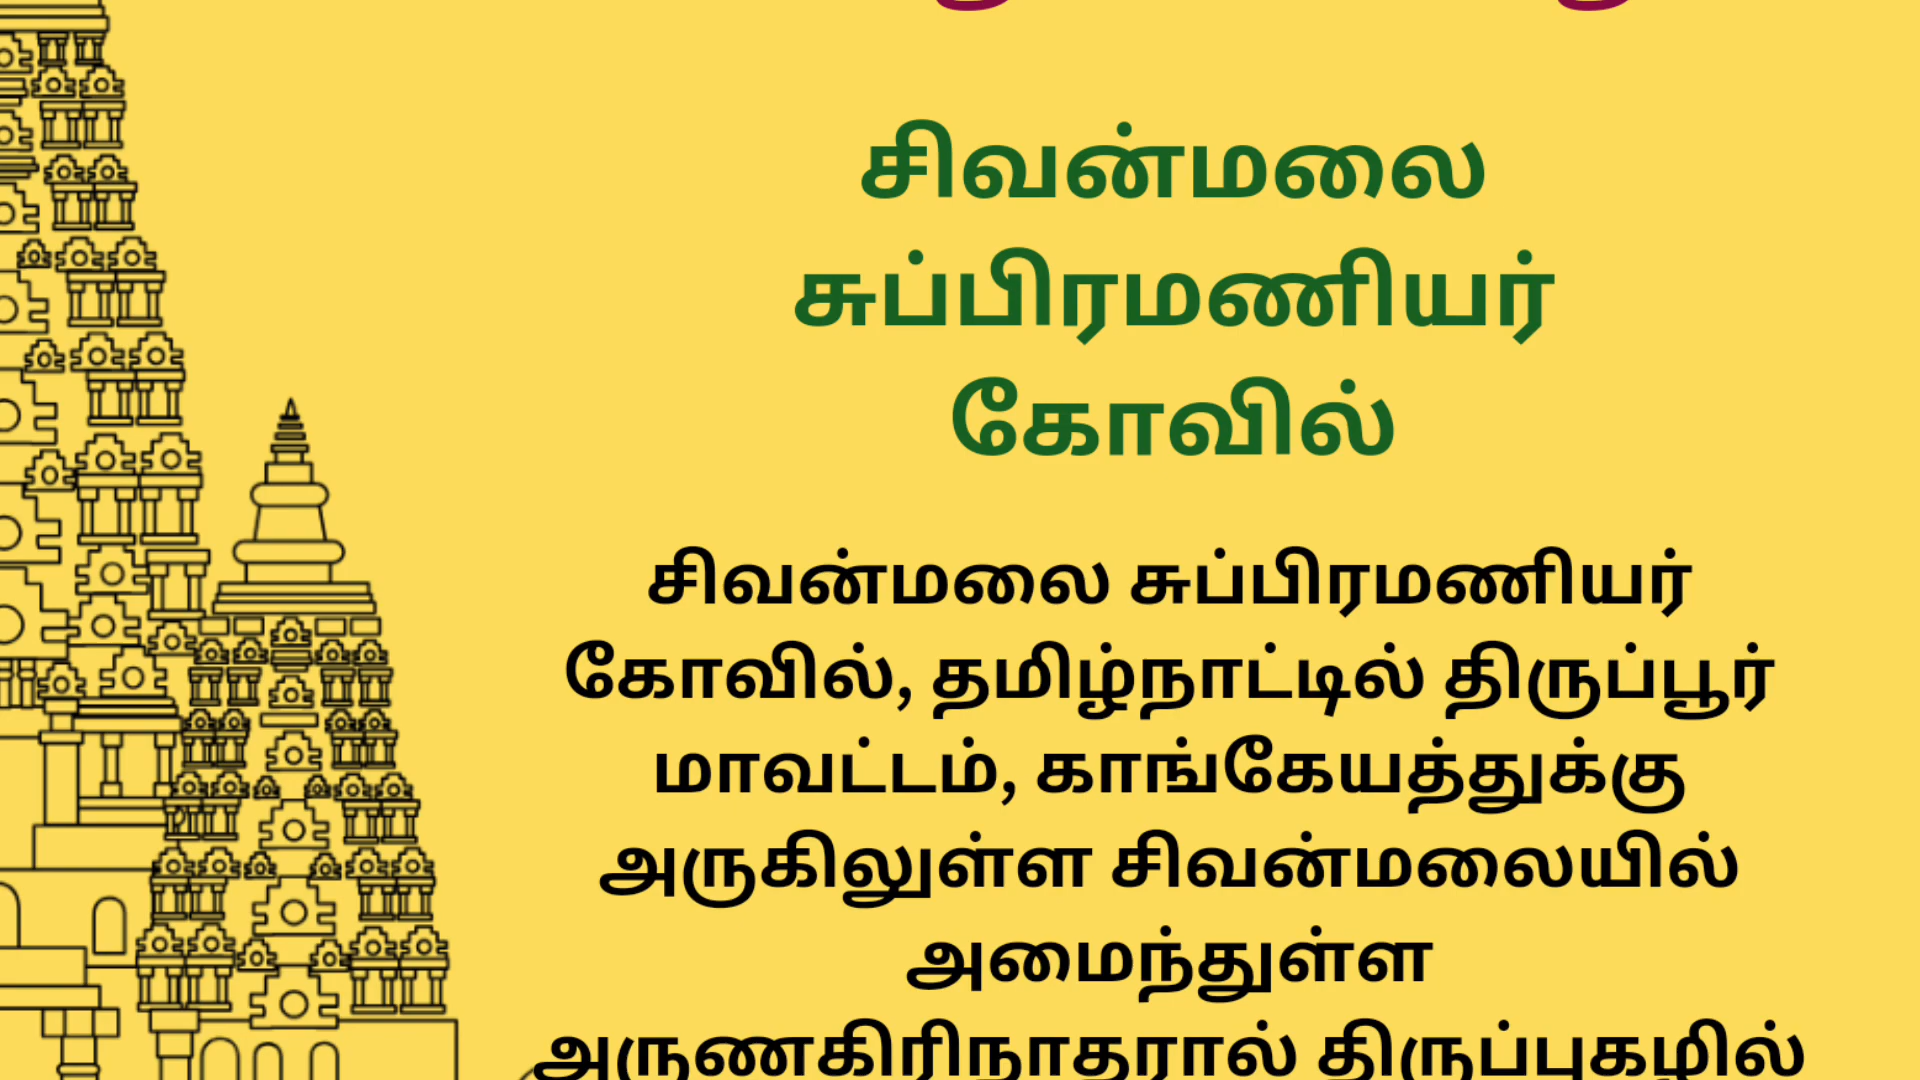 சிவன்மலை
சுப்பிரமணியர்
கோவில்
சிவன்மலை சுப்பிரமணியர்
கோவில், தமிழ்நாட்டில் திருப்பூர்
மாவட்டம், காங்கேயத்துக்கு
அருகிலுள்ள சிவன்மலையில்
அமைந்துள்ள
அருணகிரிநாதரால் திருப்புகழில்